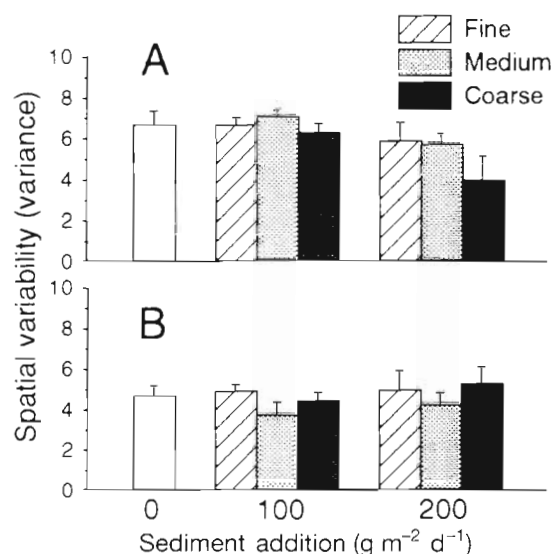 Fine
Medium
Coarse
A
10
8
6
4
2
0
B
10
8
6
4
2
0
Spatial variability (variance)
0 100 200
Sediment addition (g m⁻² d⁻¹)